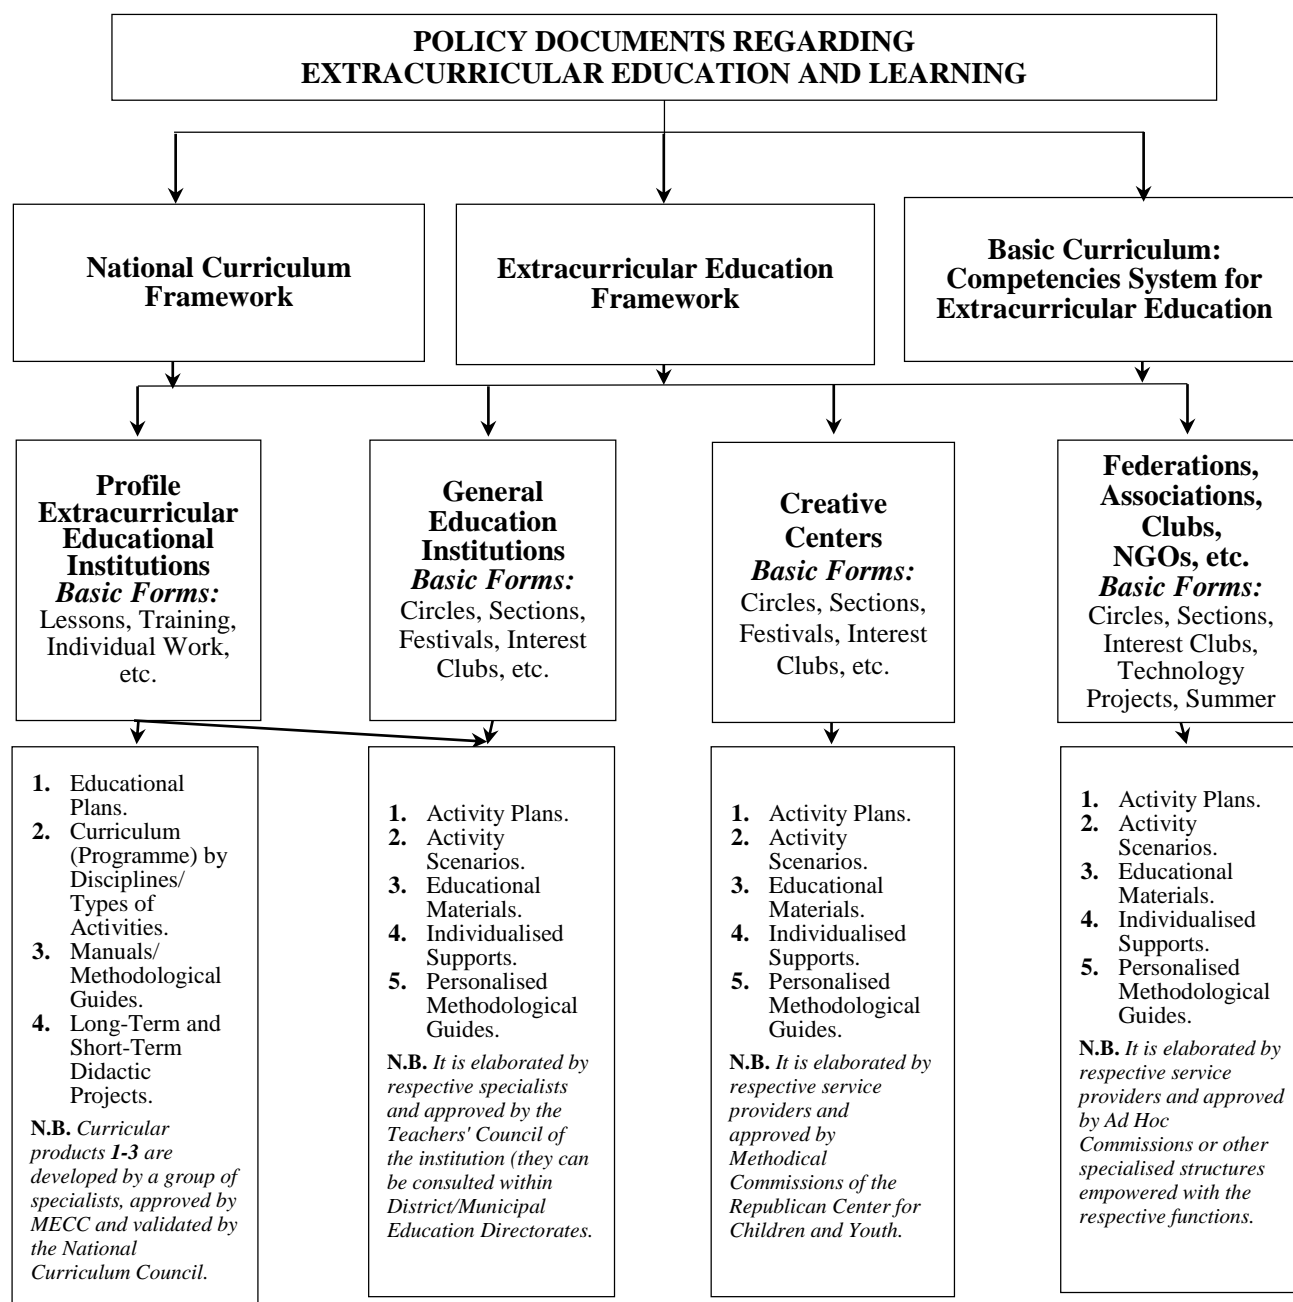 POLICY DOCUMENTS REGARDING
EXTRACURRICULAR EDUCATION AND LEARNING
National Curriculum
Framework
Extracurricular Education
Framework
Basic Curriculum:
Competencies System for
Extracurricular Education
Profile
Extracurricular
Educational
Institutions
Basic Forms:
Lessons, Training,
Individual Work,
etc.
General
Education
Institutions
Basic Forms:
Circles, Sections,
Festivals, Interest
Clubs, etc.
Creative
Centers
Basic Forms:
Circles, Sections,
Festivals, Interest
Clubs, etc.
Federations,
Associations,
Clubs,
NGOs, etc.
Basic Forms:
Circles, Sections,
Interest Clubs,
Technology
Projects, Summer
1. Educational
Plans.
2. Curriculum
(Programme) by
Disciplines/
Types of
Activities.
3. Manuals/
Methodological
Guides.
4. Long-Term and
Short-Term
Didactic
Projects.
N.B. Curricular
products 1-3 are
developed by a group of
specialists, approved by
MECC and validated by
the National
Curriculum Council.
1. Activity Plans.
2. Activity
Scenarios.
3. Educational
Materials.
4. Individualised
Supports.
5. Personalised
Methodological
Guides.
N.B. It is elaborated by
respective specialists
and approved by the
Teachers' Council of
the institution (they can
be consulted within
District/Municipal
Education Directorates.
1. Activity Plans.
2. Activity
Scenarios.
3. Educational
Materials.
4. Individualised
Supports.
5. Personalised
Methodological
Guides.
N.B. It is elaborated by
respective service
providers and
approved by
Methodical
Commissions of the
Republican Center for
Children and Youth.
1. Activity Plans.
2. Activity
Scenarios.
3. Educational
Materials.
4. Individualised
Supports.
5. Personalised
Methodological
Guides.
N.B. It is elaborated by
respective service
providers and approved
by Ad Hoc
Commissions or other
specialised structures
empowered with the
respective functions.